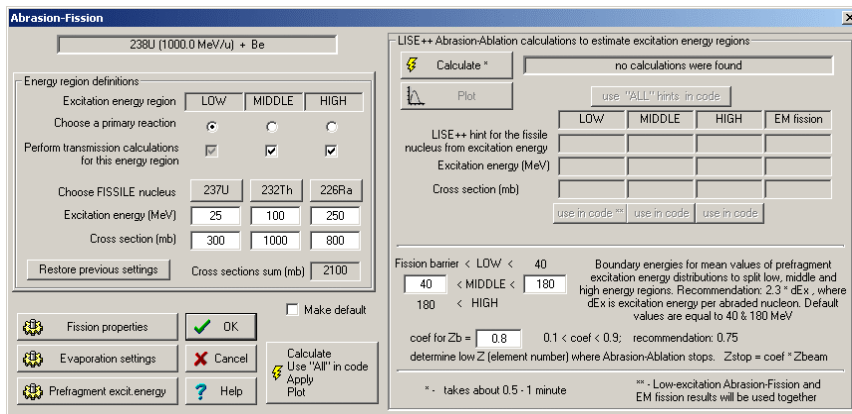 Abrasion-Fission
238U (1000.0 MeV/u) + Be
Energy region definitions
Excitation energy region LOW MIDDLE HIGH
Choose a primary reaction
Perform transmission calculations
for this energy region
Choose FISSILE nucleus 237U 232Th 226Ra
Excitation energy (MeV) 25 100 250
Cross section (mb) 300 1000 800
Restore previous settings Cross sections sum (mb) 2100
Make default
Fission properties OK
Evaporation settings Cancel
Prefragment excit.energy Help
Calculate
Use "All" in code
Apply
Plot
LISE++ Abrasion-Ablation calculations to estimate excitation energy regions
Calculate * no calculations were found
Plot use "ALL" hints in code
LOW MIDDLE HIGH EM fission
LISE++ hint for the fissile
nucleus from excitation energy
Excitation energy (MeV)
Cross section (mb)
use in code ** use in code use in code
Fission barrier < LOW < 40
40 < MIDDLE < 180
180 < HIGH
Boundary energies for mean values of prefragment
excitation energy distributions to split low, middle and
high energy regions. Recommendation: 2.3 * dEx , where
dEx is excitation energy per abraded nucleon. Default
values are equal to 40 & 180 MeV
coef for Zb = 0.8 0.1 < coef < 0.9; recommendation: 0.75
determine low Z (element number) where Abrasion-Ablation stops. Zstop = coef * Zbeam
* - takes about 0.5 - 1 minute
** - Low-excitation Abrasion-Fission and
EM fission results will be used together